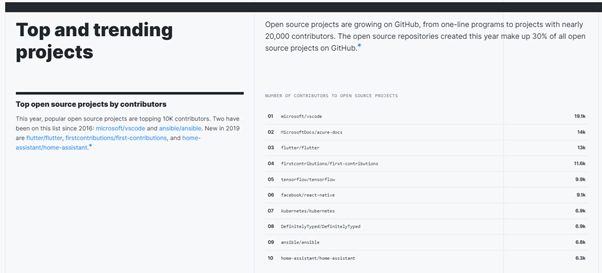 Top and trending
projects
Top open source projects by contributors
This year, popular open source projects are topping 10K contributors. Two have
been on this list since 2016: microsoft/vscode and ansible/ansible. New in 2019
are flutter/flutter, firstcontributions/first-contributions, and home-
assistant/home-assistant.*
Open source projects are growing on GitHub, from one-line programs to projects with nearly
20,000 contributors. The open source repositories created this year make up 30% of all open
source projects on GitHub.*
NUMBER OF CONTRIBUTORS TO OPEN SOURCE PROJECTS
01 microsoft/vscode 19.1k
02 MicrosoftDocs/azure-docs 14k
03 flutter/flutter 13k
04 firstcontributions/first-contributions 11.6k
05 tensorflow/tensorflow 9.9k
06 facebook/react-native 9.1k
07 kubernetes/kubernetes 6.9k
08 DefinitelyTyped/DefinitelyTyped 6.9k
09 ansible/ansible 6.8k
10 home-assistant/home-assistant 6.3k